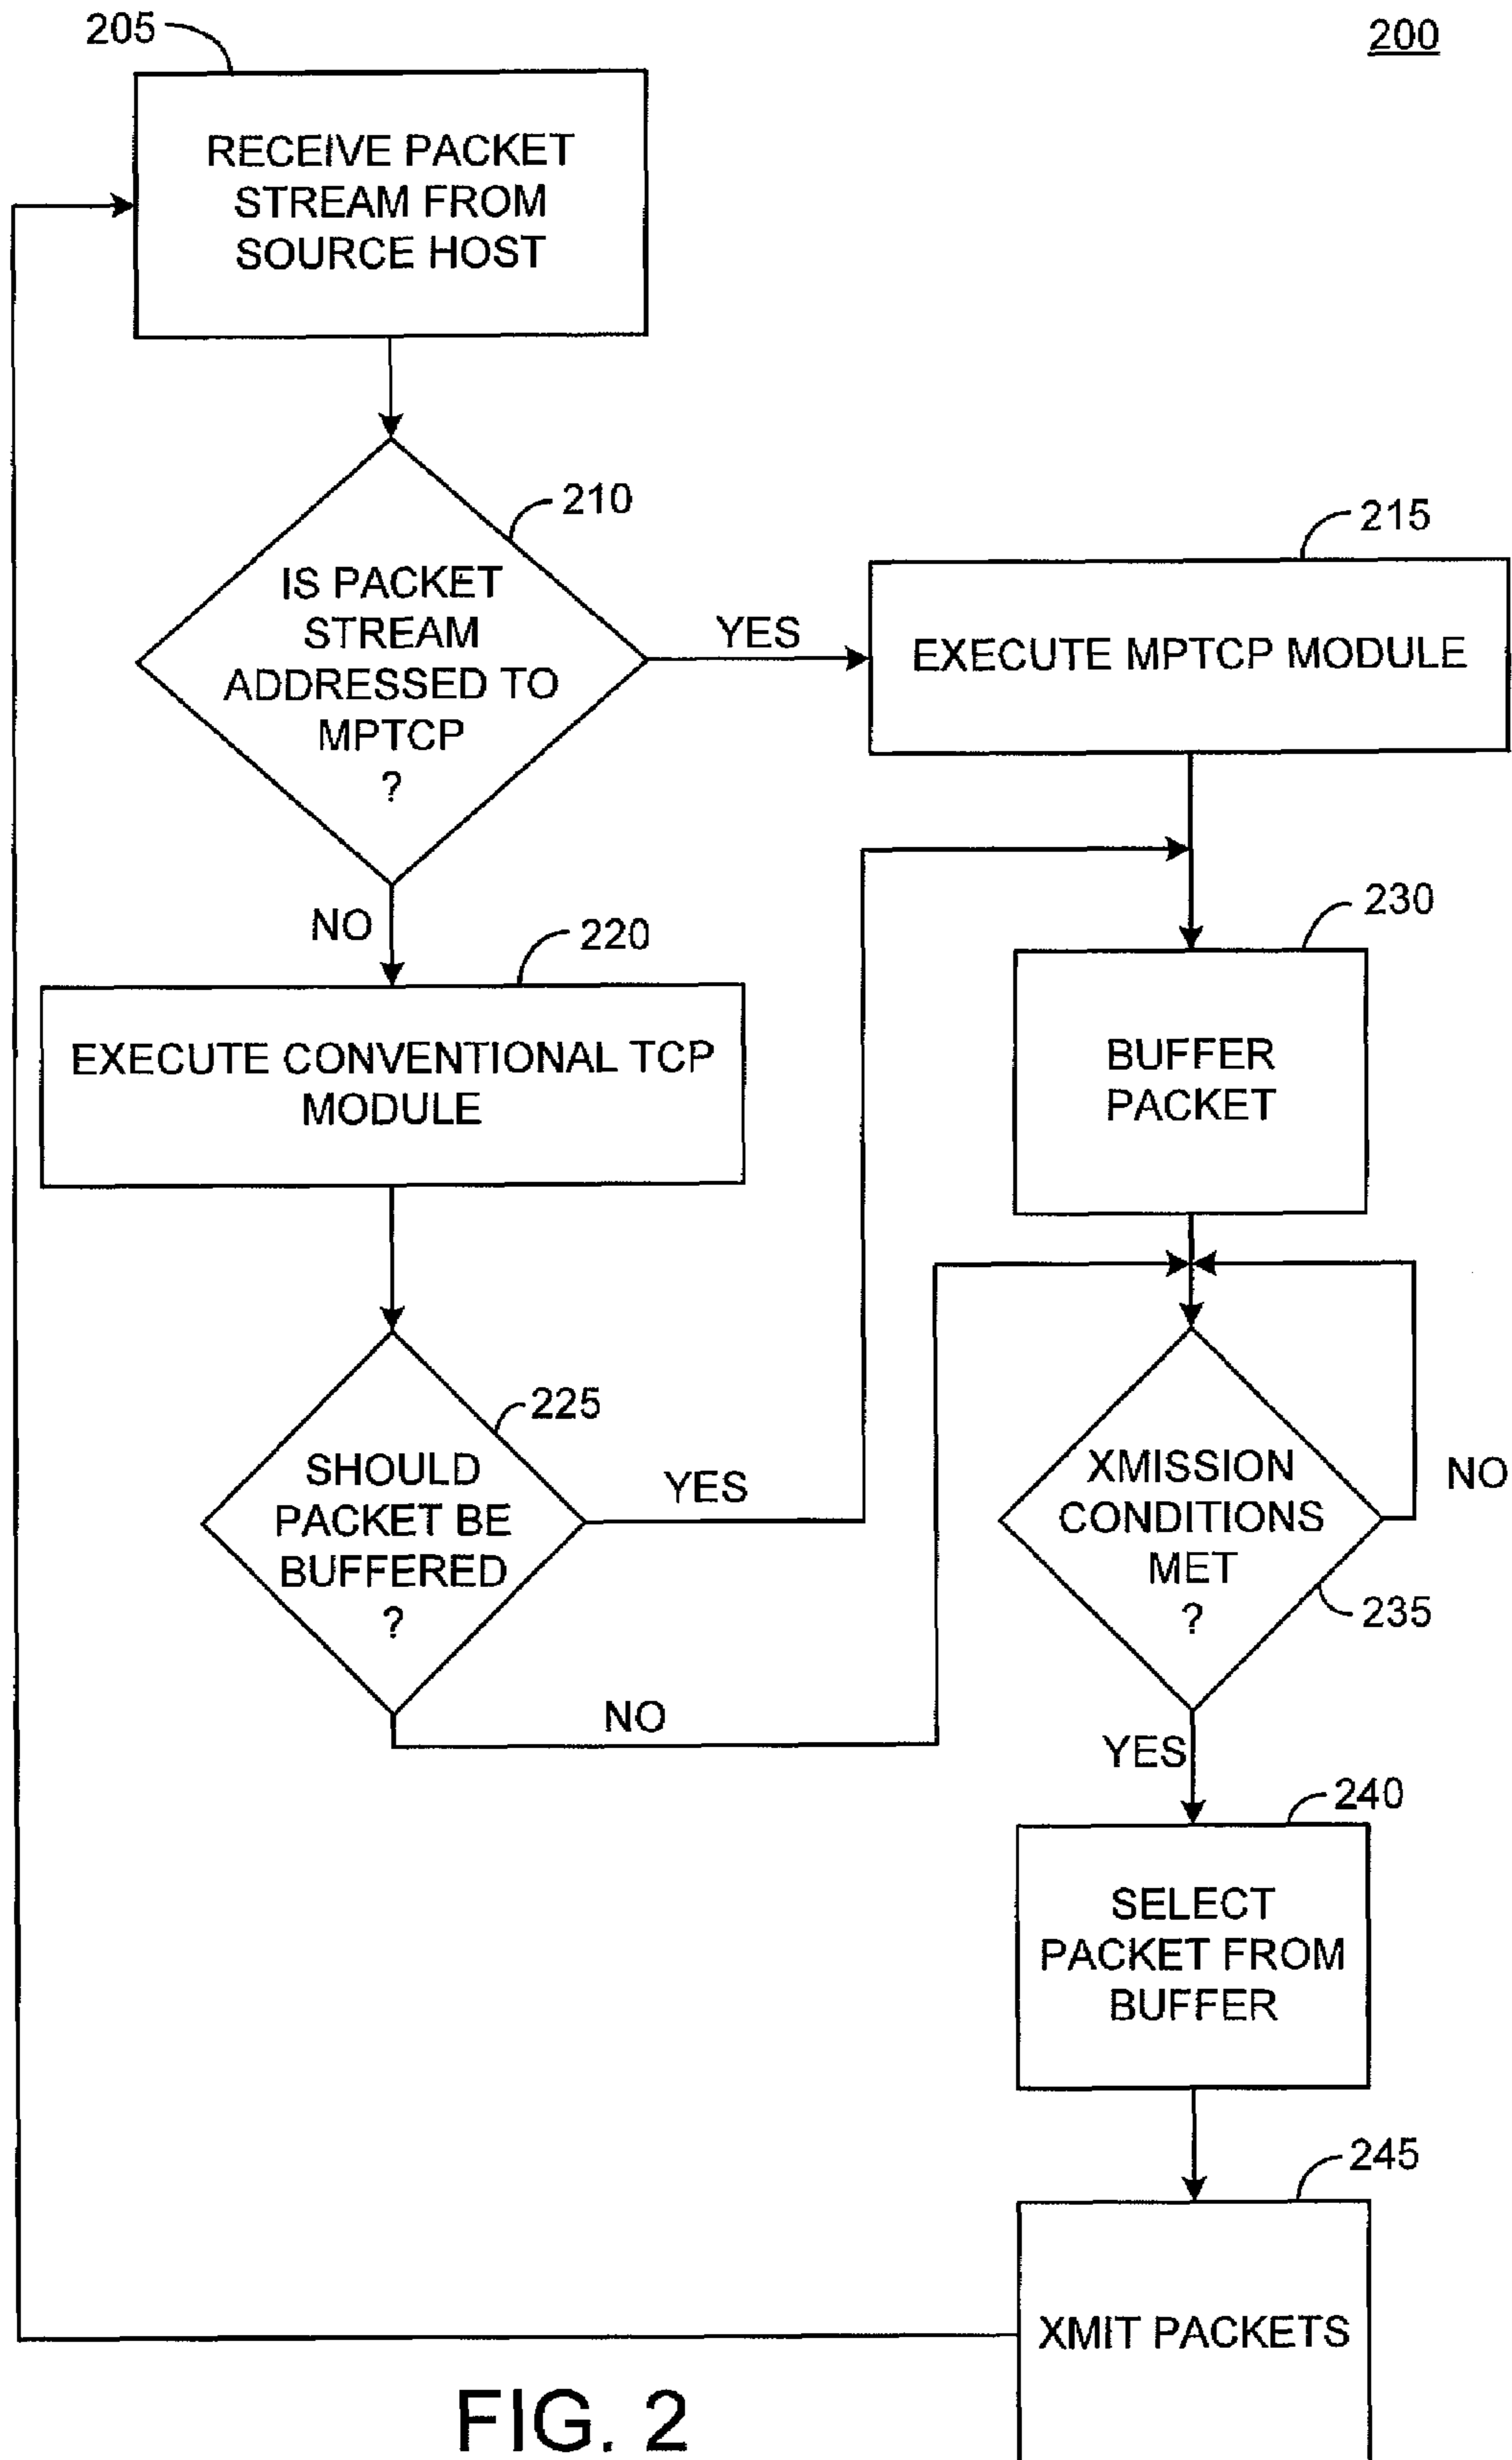 200
205
RECEIVE PACKET
STREAM FROM
SOURCE HOST
210
IS PACKET
STREAM
ADDRESSED TO
MPTCP
?
YES
215
EXECUTE MPTCP MODULE
NO
220
EXECUTE CONVENTIONAL TCP
MODULE
230
BUFFER
PACKET
225
SHOULD
PACKET BE
BUFFERED
?
YES
NO
XMISSION
CONDITIONS
MET
?
NO
235
YES
240
SELECT
PACKET FROM
BUFFER
245
XMIT PACKETS
FIG. 2